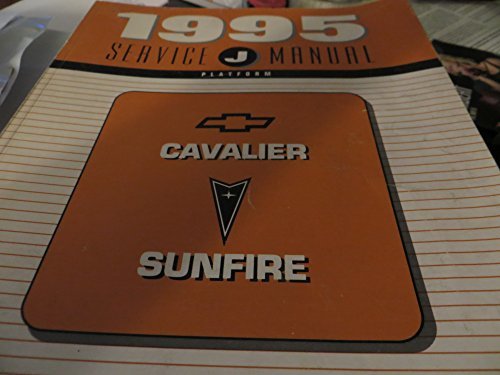 1995
SERVICE J MANUAL
PLATFORM
CAVALIER
SUNFIRE